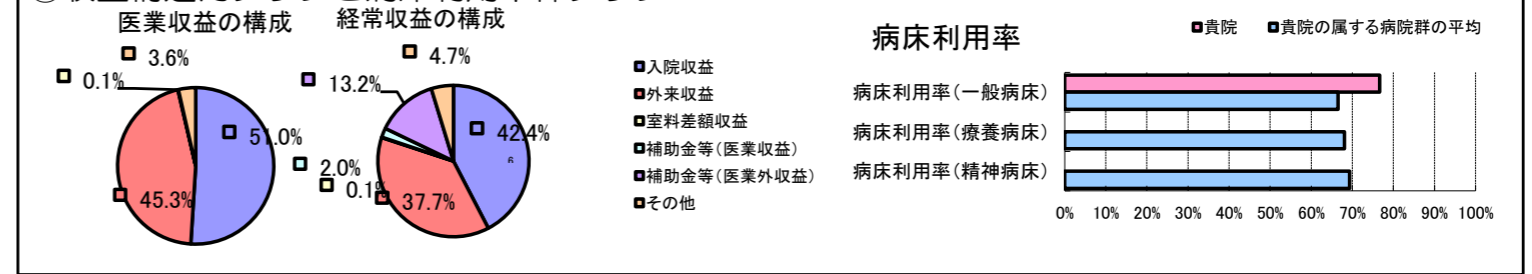 医業収益の構成
3.6%
0.1%
51.0%
45.3%
経常収益の構成
4.7%
13.2%
42.4%
6
2.0%
0.1%
37.7%
入院収益
外来収益
室料差額収益
補助金等(医業収益)
補助金等(医業外収益)
その他
病床利用率
貴院 貴院の属する病院群の平均
病床利用率(一般病床)
病床利用率(療養病床)
病床利用率(精神病床)
0% 10% 20% 30% 40% 50% 60% 70% 80% 90% 100%